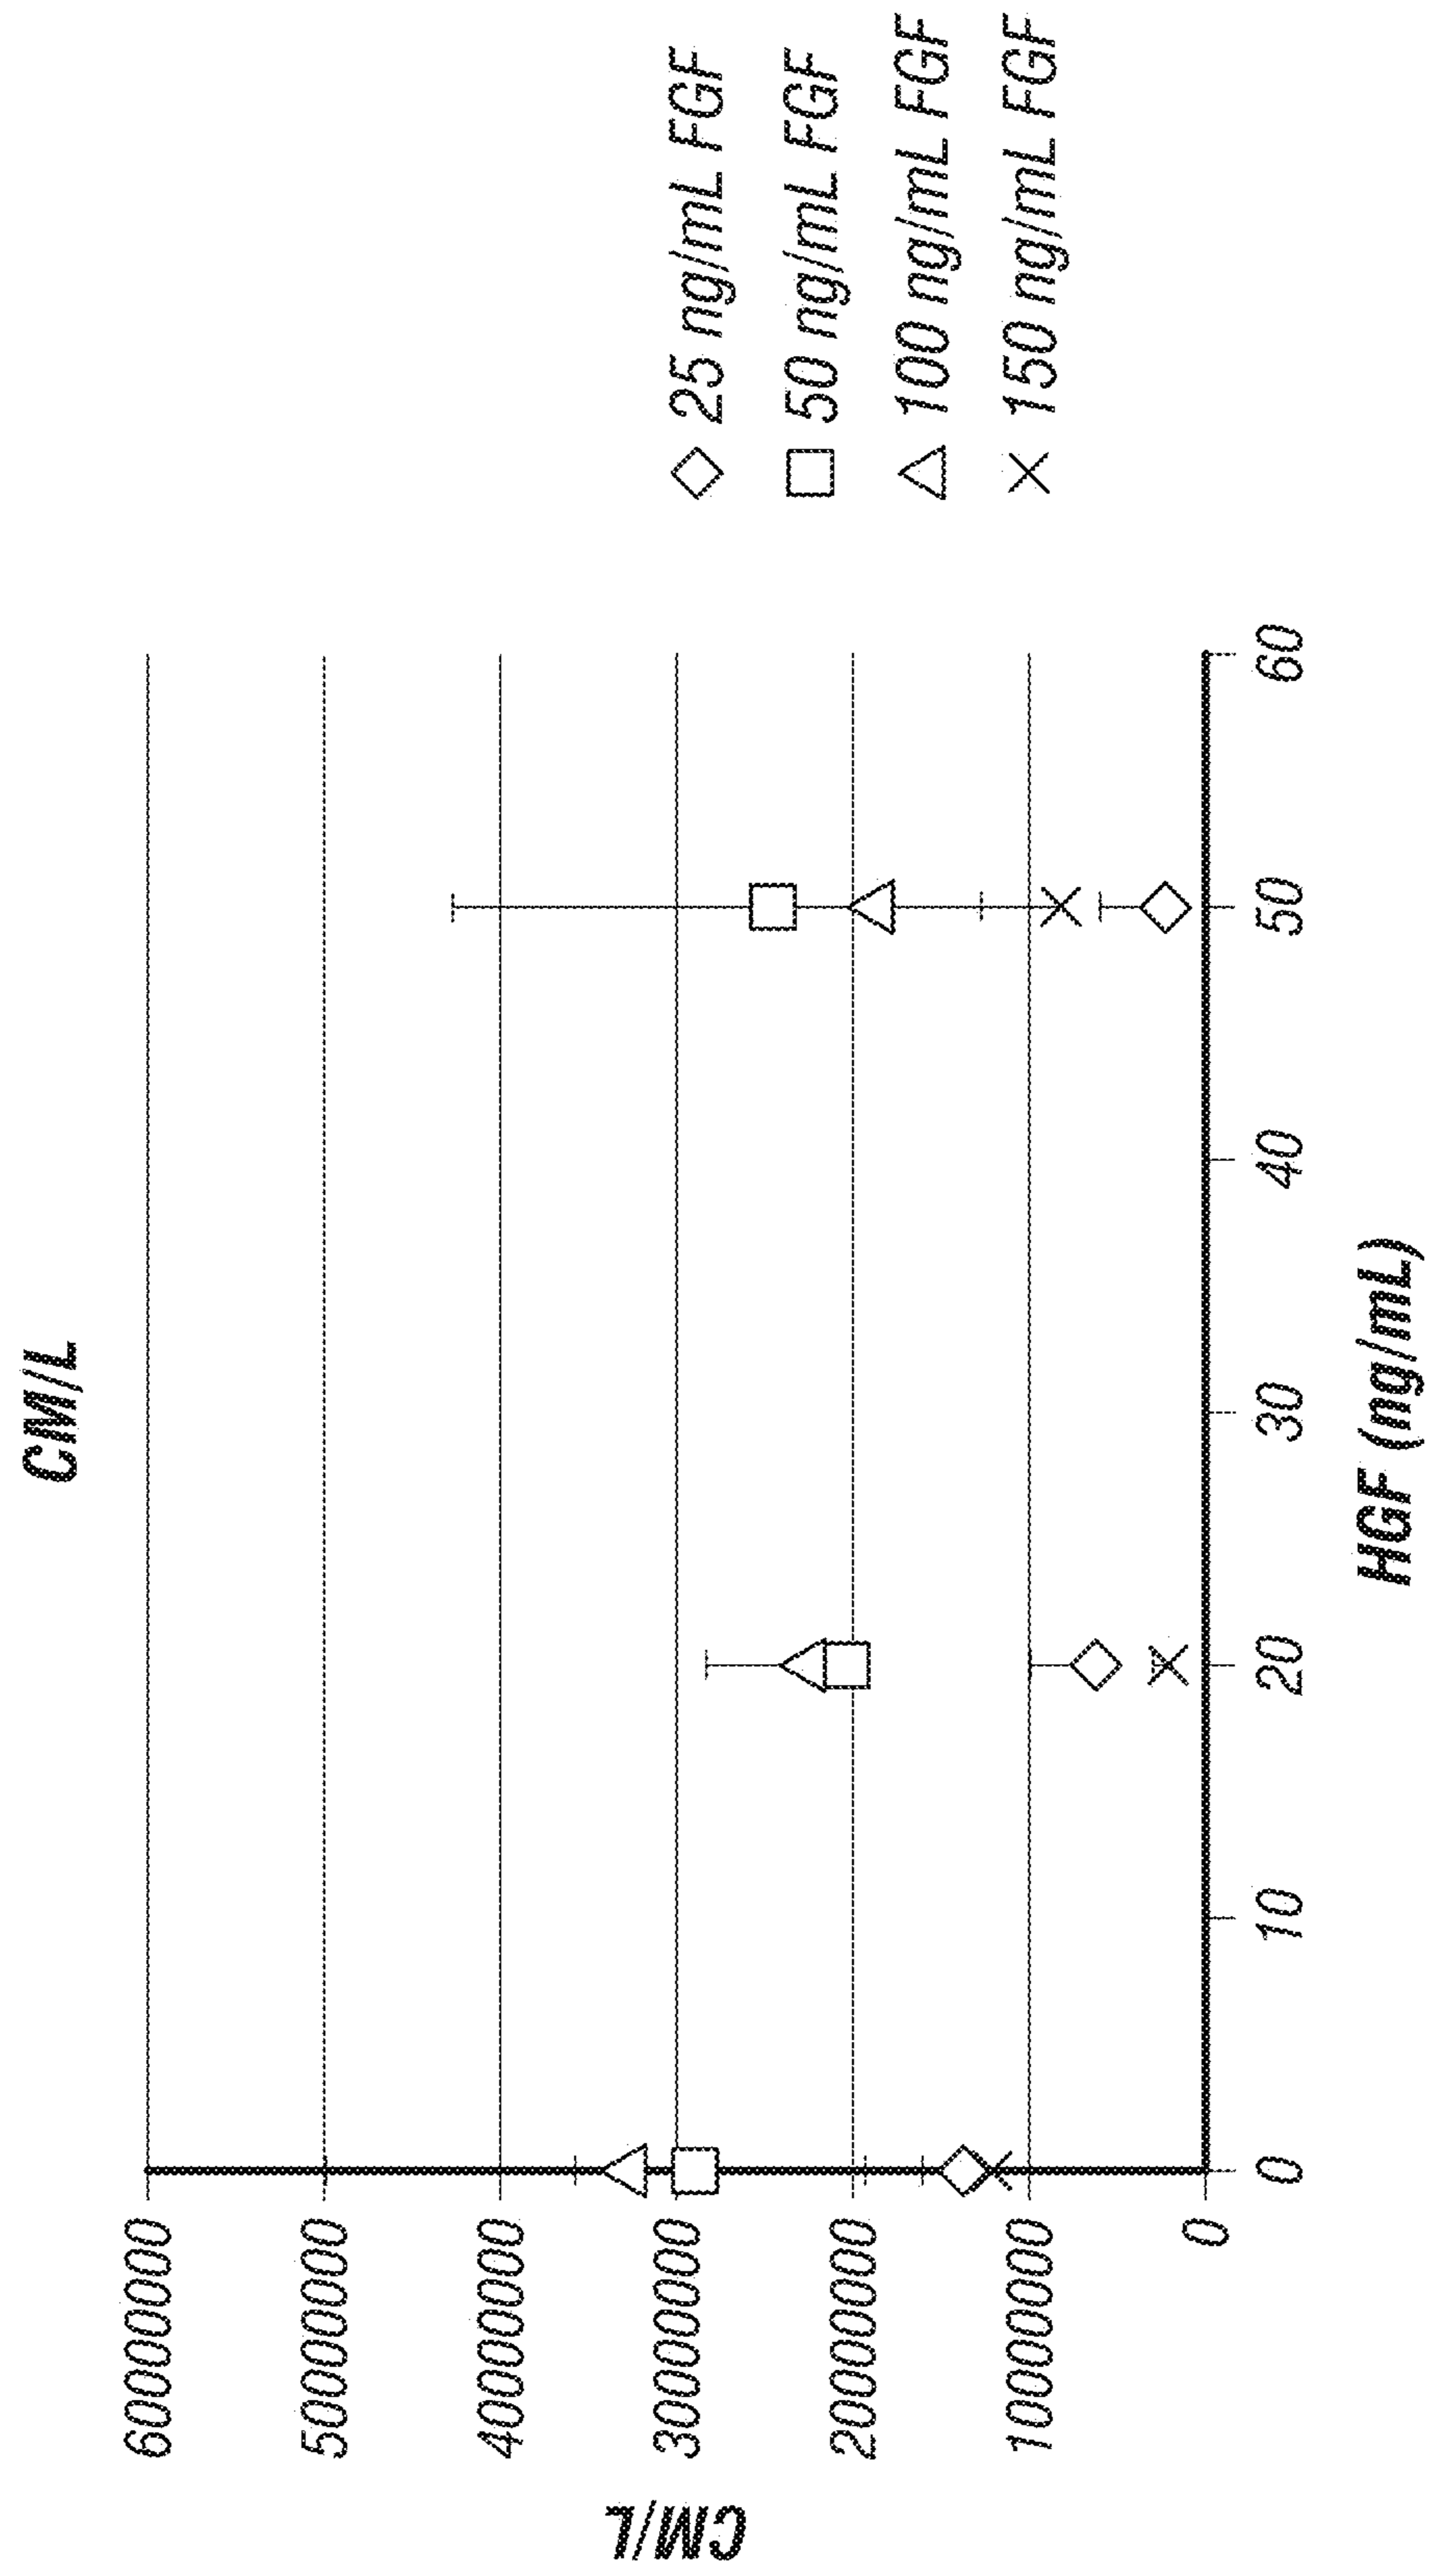 CM/L
CM/L
60000000
50000000
40000000
30000000
20000000
10000000
0
0
10
20
30
40
50
60
HGF (ng/mL)
25 ng/mL FGF
50 ng/mL FGF
100 ng/mL FGF
150 ng/mL FGF